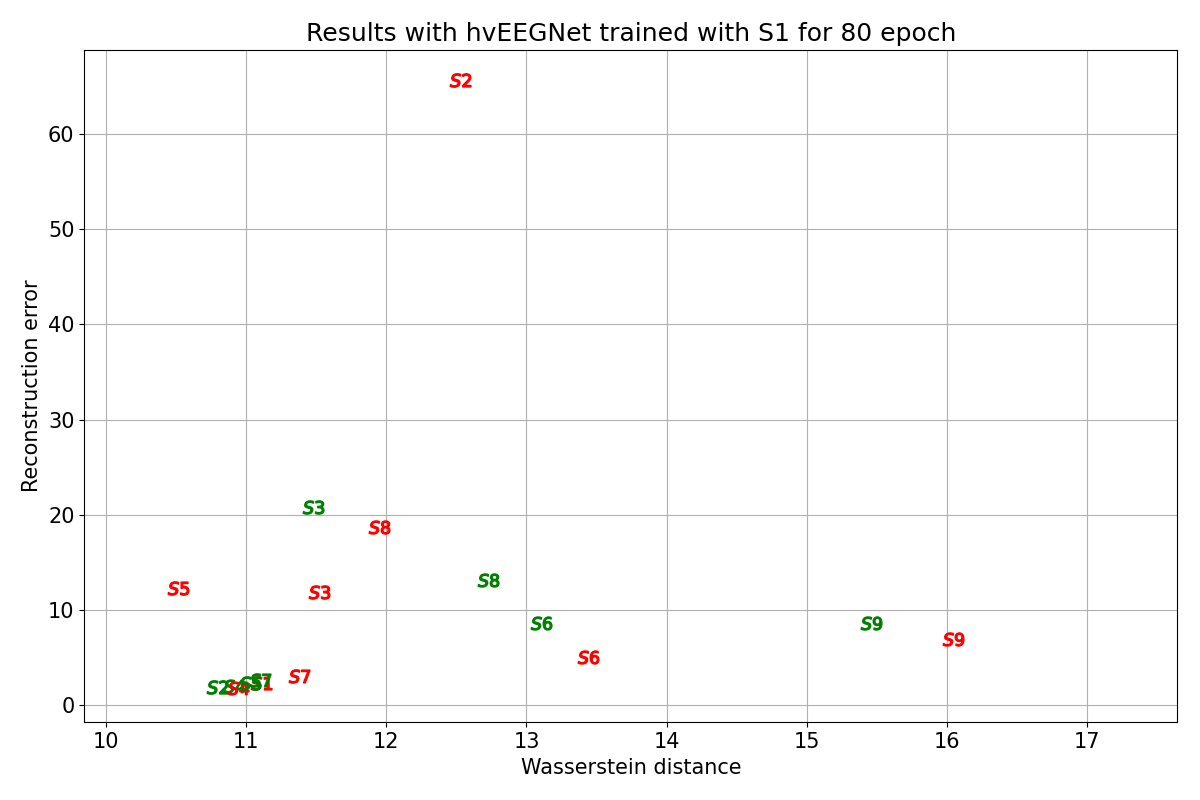 Results with hvEEGNet trained with S1 for 80 epoch
Reconstruction error
60
50
40
30
20
10
0
S2
S3
S8
S5
S3
S8
S6
S9
S9
S6
S7
S2
S7
10
11
12
13
14
15
16
17
Wasserstein distance